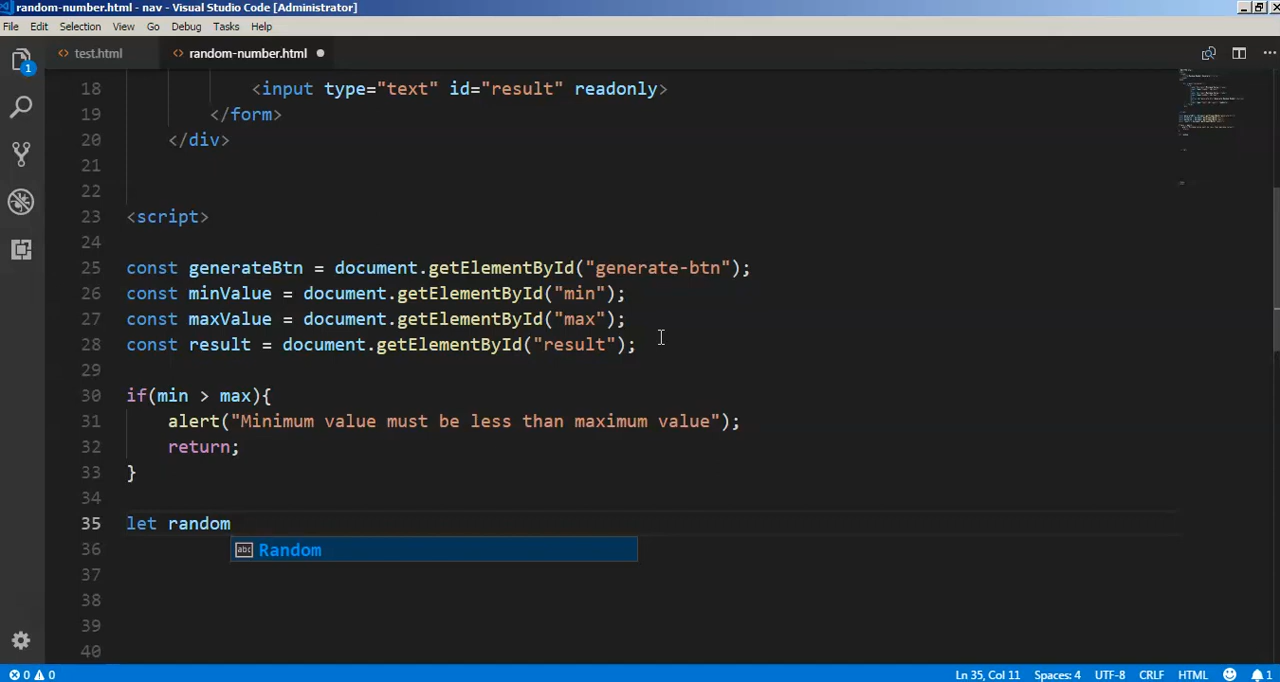 random-number.html - nav - Visual Studio Code [Administrator]
File Edit Selection View Go Debug Tasks Help
test.html random-number.html
1
18 <input type="text" id="result" readonly>
19 </form>
20 </div>
21
22
23 <script>
24
25 const generateBtn = document.getElementById("generate-btn");
26 const minValue = document.getElementById("min");
27 const maxValue = document.getElementById("max");
28 const result = document.getElementById("result");
29
30 if(min > max){
31 alert("Minimum value must be less than maximum value");
32 return;
33 }
34
35 let random
abc Random
36
37
38
39
40
0 0 Ln 35, Col 11 Spaces: 4 UTF-8 CRLF HTML 1